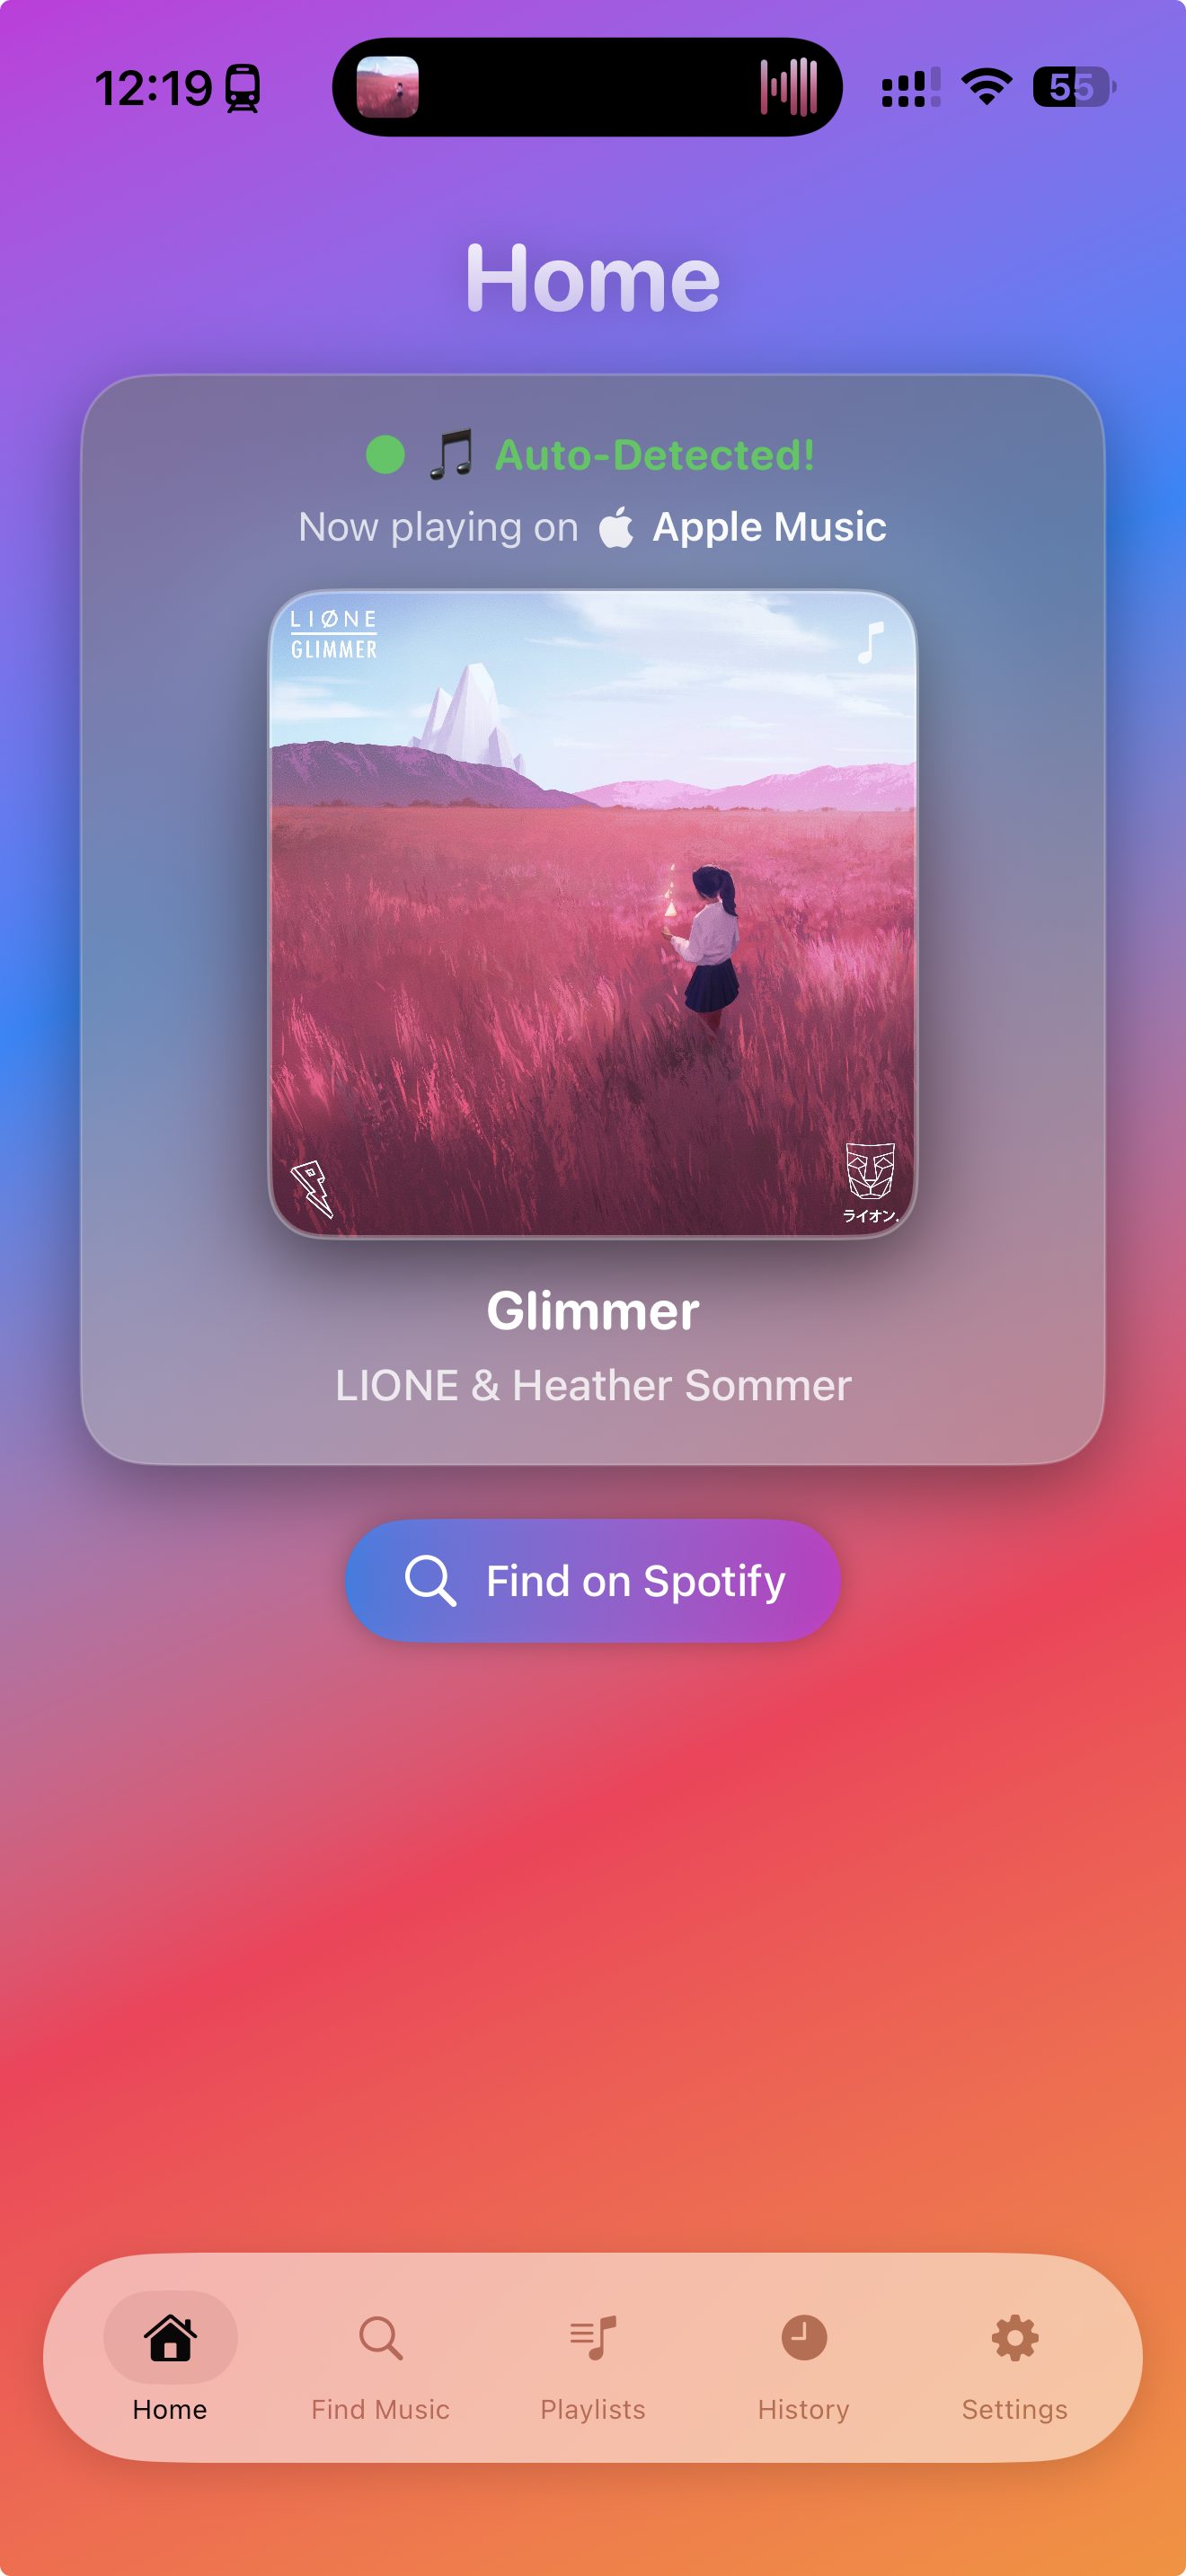 12:19
55
Home
Auto-Detected!
Now playing on Apple Music
LIØNE
GLIMMER
ライオン.
Glimmer
LIONE & Heather Sommer
Find on Spotify
Home
Find Music
Playlists
History
Settings